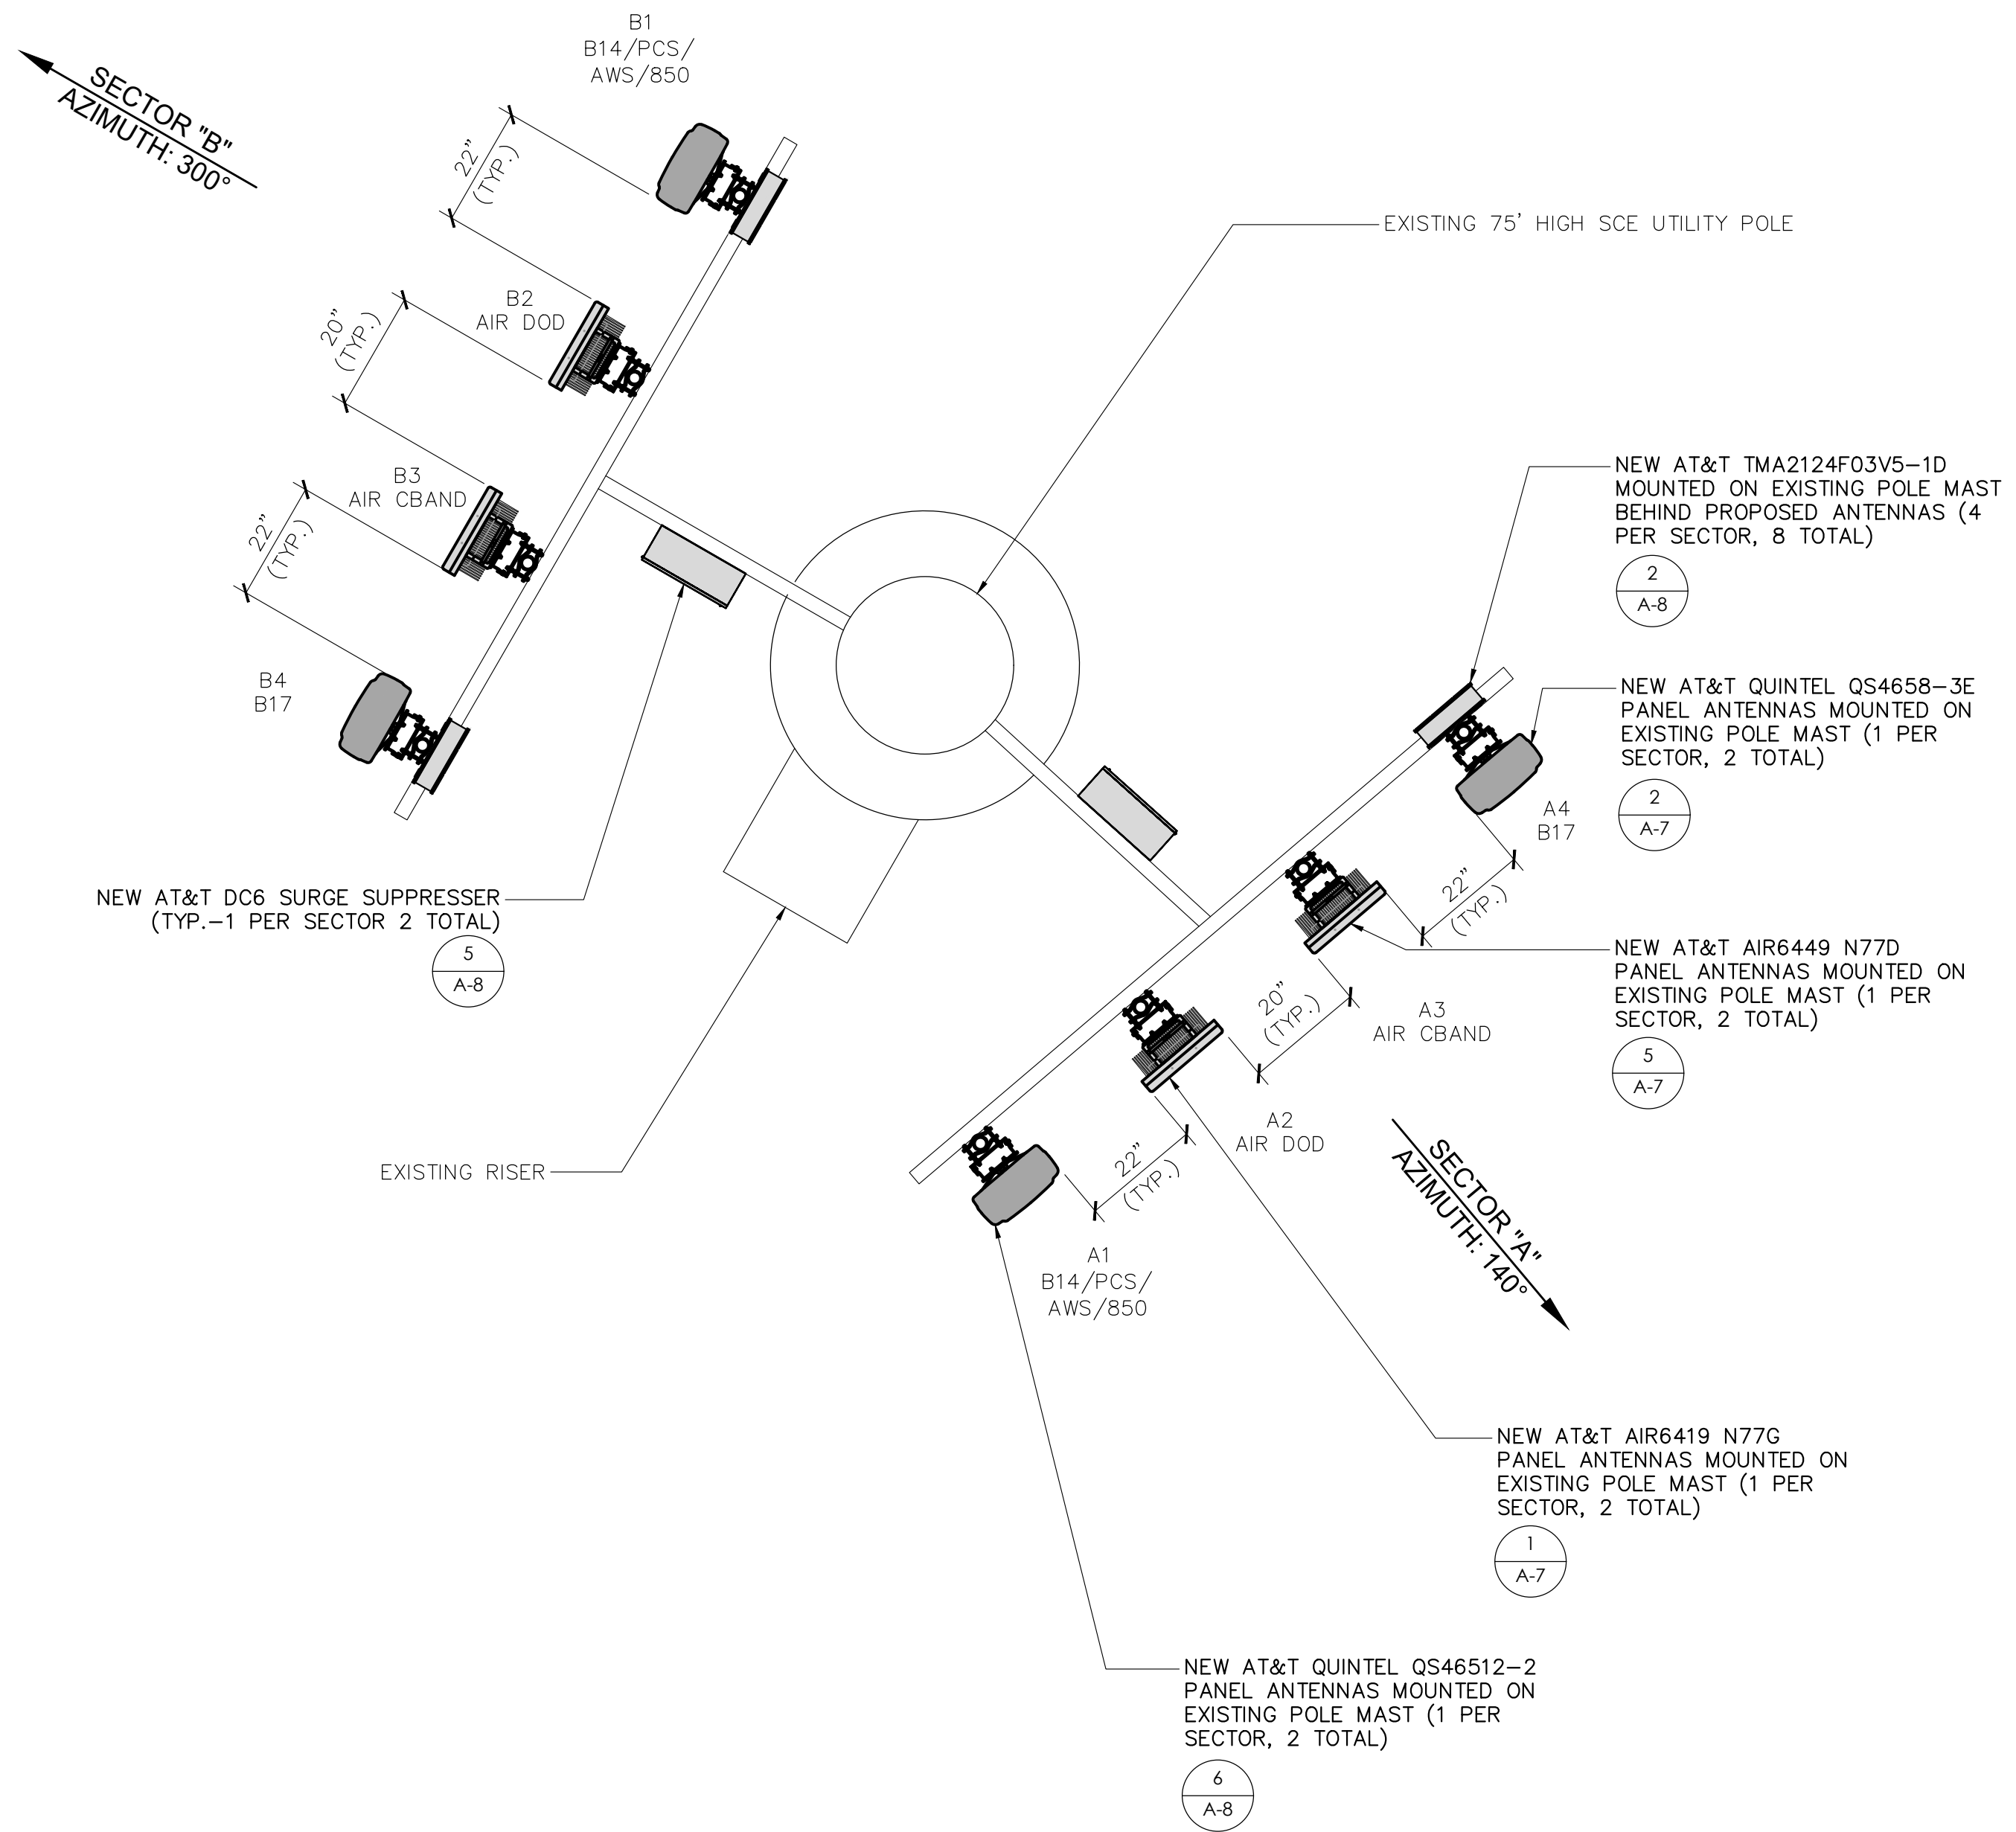 B1
B14/PCS/
AWS/850
SECTOR "B"
AZIMUTH: 300°
22"
(TYP.)
EXISTING 75' HIGH SCE UTILITY POLE
B2
AIR DOD
20"
(TYP.)
B3
AIR CBAND
22"
(TYP.)
B4
B17
NEW AT&T TMA2124F03V5-1D
MOUNTED ON EXISTING POLE MAST
BEHIND PROPOSED ANTENNAS (4
PER SECTOR, 8 TOTAL)
2
A-8
NEW AT&T QUINTEL QS4658-3E
PANEL ANTENNAS MOUNTED ON
EXISTING POLE MAST (1 PER
SECTOR, 2 TOTAL)
2
A-7
A4
B17
22"
(TYP.)
NEW AT&T DC6 SURGE SUPPRESSER
(TYP.-1 PER SECTOR 2 TOTAL)
5
A-8
NEW AT&T AIR6449 N77D
PANEL ANTENNAS MOUNTED ON
EXISTING POLE MAST (1 PER
SECTOR, 2 TOTAL)
5
A-7
20"
(TYP.)
A3
AIR CBAND
A2
AIR DOD
22"
(TYP.)
EXISTING RISER
A1
B14/PCS/
AWS/850
SECTOR "A"
AZIMUTH: 140°
NEW AT&T AIR6419 N77G
PANEL ANTENNAS MOUNTED ON
EXISTING POLE MAST (1 PER
SECTOR, 2 TOTAL)
1
A-7
NEW AT&T QUINTEL QS46512-2
PANEL ANTENNAS MOUNTED ON
EXISTING POLE MAST (1 PER
SECTOR, 2 TOTAL)
6
A-8